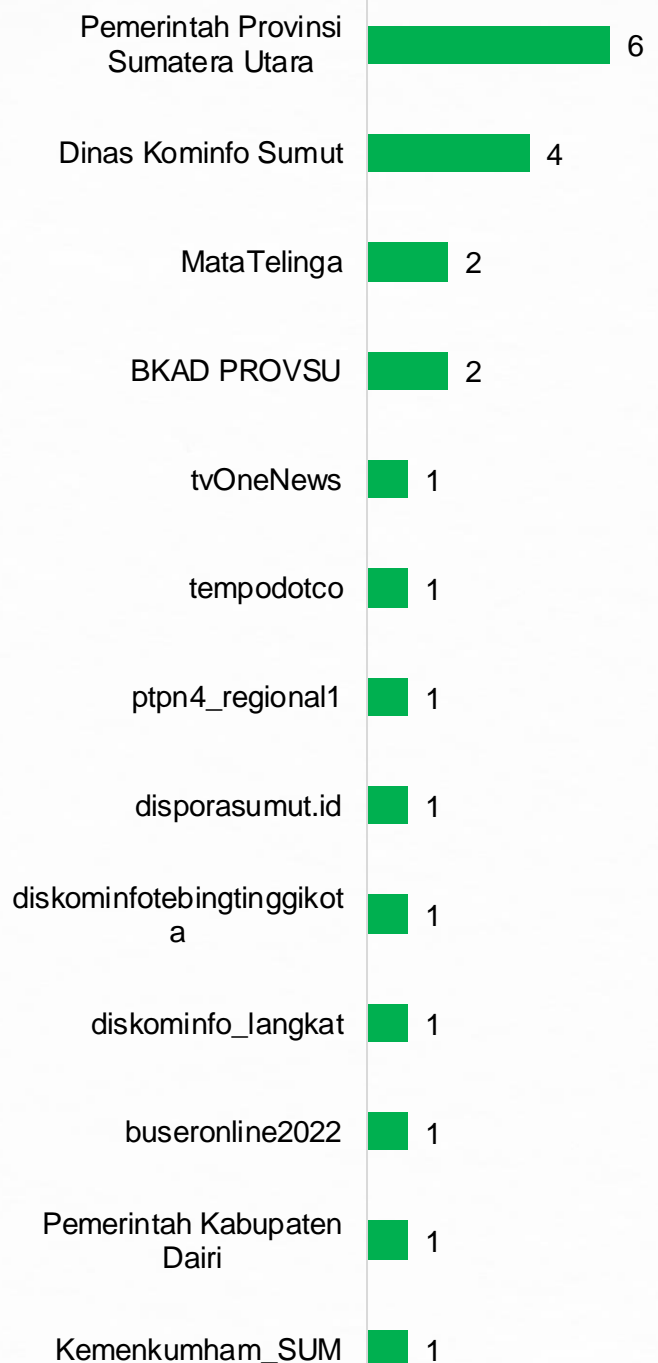 Pemerintah Provinsi
Sumatera Utara
6
Dinas Kominfo Sumut
4
MataTelinga
2
BKAD PROVSU
2
tvOneNews
1
tempodotco
1
ptpn4_regional1
1
disporasumut.id
1
diskominfotebingtinggikot
a
1
diskominfo_langkat
1
buseronline2022
1
Pemerintah Kabupaten
Dairi
1
Kemenkumham_SUM
1